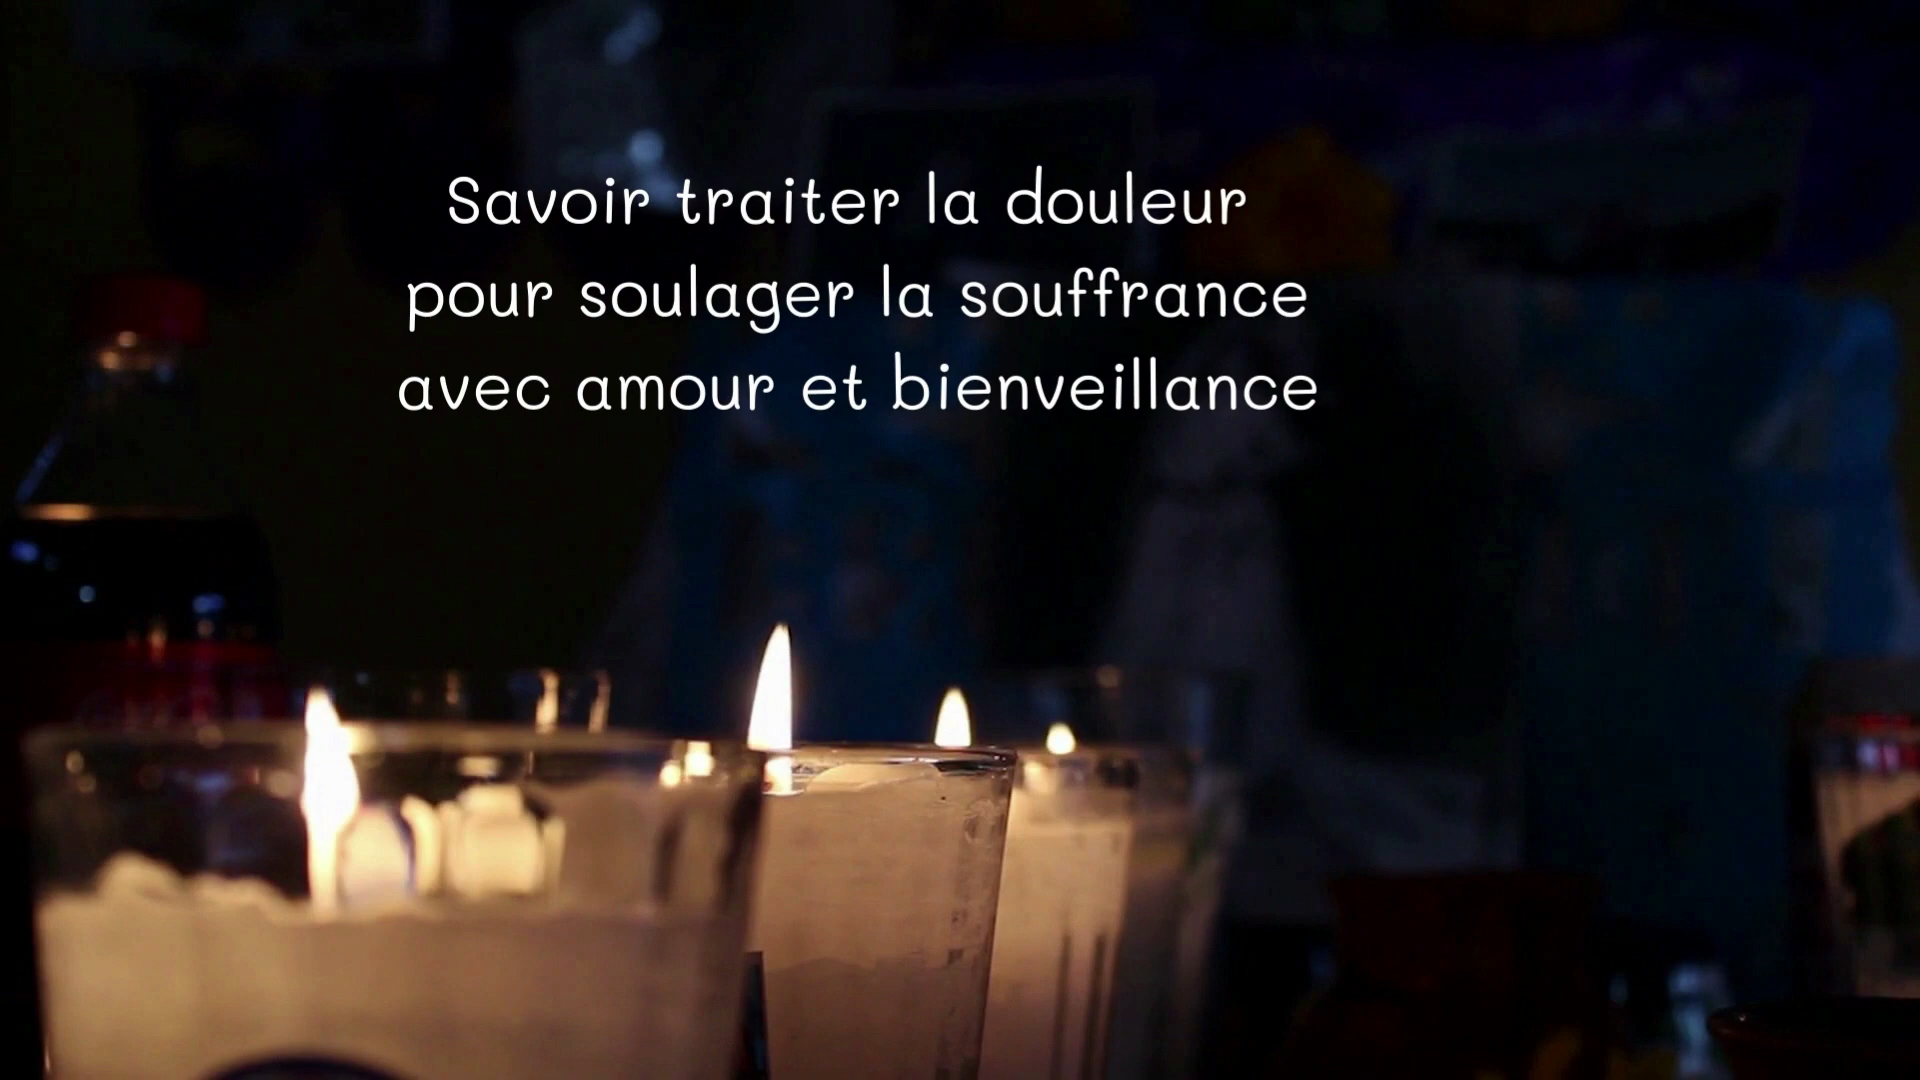 Savoir traiter la douleur
pour soulager la souffrance
avec amour et bienveillance